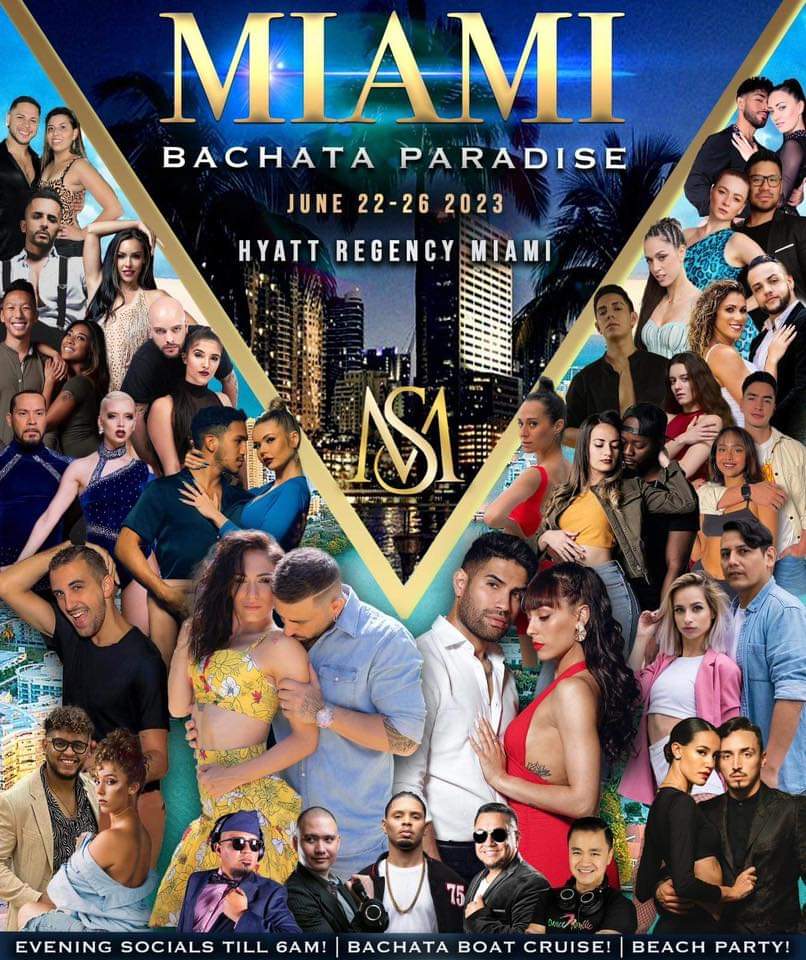 MIAMI
BACHATA PARADISE
JUNE 22-26 2023
HYATT REGENCY MIAMI
MS
75
EVENING SOCIALS TILL 6AM! | BACHATA BOAT CRUISE! | BEACH PARTY!